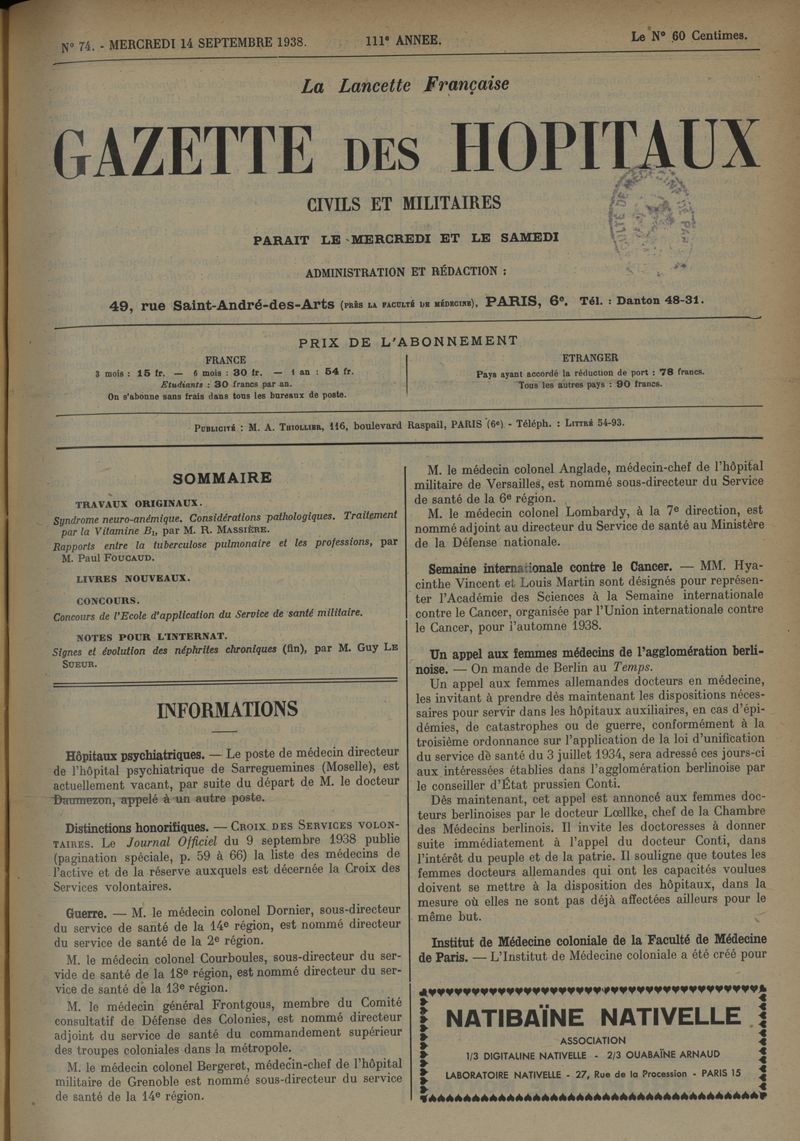 N° 74. - MERCREDI 14 SEPTEMBRE 1938.
111e ANNEE.
Le N° 60 Centimes.
La Lancette Française
GAZETTE DES HOPITAUX
CIVILS ET MILITAIRES
PARAIT LE MERCREDI ET LE SAMEDI
ADMINISTRATION ET RÉDACTION :
49, rue Saint-André-des-Arts (PRÈS LA FACULTÉ DE MÉDECINE), PARIS, 6e. Tél. : Danton 48-31.
PRIX DE L'ABONNEMENT
FRANCE
3 mois : 15 fr. — 6 mois : 30 fr. — 1 an : 54 fr.
Etudiants : 30 francs par an.
On s'abonne sans frais dans tous les bureaux de poste.
ETRANGER
Pays ayant accordé la réduction de port : 78 francs.
Tous les autres pays : 90 francs.
PUBLICITÉ : M. A. THIOLLIER, 116, boulevard Raspail, PARIS (6e) - Téléph. : LITTRÉ 54-93.
SOMMAIRE
TRAVAUX ORIGINAUX.
Syndrome neuro-anémique. Considérations pathologiques. Traitement
par la Vitamine B1, par M. R. MASSIÈRE.
Rapports entre la tuberculose pulmonaire et les professions, par
M. Paul FOUCAUD.
LIVRES NOUVEAUX.
CONCOURS.
Concours de l'Ecole d'application du Service de santé militaire.
NOTES POUR L'INTERNAT.
Signes et évolution des néphrites chroniques (fin), par M. Guy LE
SUEUR.
INFORMATIONS
Hôpitaux psychiatriques. — Le poste de médecin directeur
de l'hôpital psychiatrique de Sarreguemines (Moselle), est
actuellement vacant, par suite du départ de M. le docteur
Daumezon, appelé à un autre poste.
Distinctions honorifiques. — CROIX DES SERVICES VOLON-
TAIRES. Le Journal Officiel du 9 septembre 1938 publie
(pagination spéciale, p. 59 à 66) la liste des médecins de
l'active et de la réserve auxquels est décernée la Croix des
Services volontaires.
Guerre. — M. le médecin colonel Dornier, sous-directeur
du service de santé de la 14e région, est nommé directeur
du service de santé de la 2e région.
M. le médecin colonel Courboules, sous-directeur du ser-
vide de santé de la 18e région, est nommé directeur du ser-
vice de santé de la 13e région.
M. le médecin général Frontgous, membre du Comité
consultatif de Défense des Colonies, est nommé directeur
adjoint du service de santé du commandement supérieur
des troupes coloniales dans la métropole.
M. le médecin colonel Bergeret, médecin-chef de l'hôpital
militaire de Grenoble est nommé sous-directeur du service
de santé de la 14e région.
M. le médecin colonel Anglade, médecin-chef de l'hôpital
militaire de Versailles, est nommé sous-directeur du Service
de santé de la 6e région.
M. le médecin colonel Lombardy, à la 7e direction, est
nommé adjoint au directeur du Service de santé au Ministère
de la Défense nationale.
Semaine internationale contre le Cancer. — MM. Hya-
cinthe Vincent et Louis Martin sont désignés pour représen-
ter l'Académie des Sciences à la Semaine internationale
contre le Cancer, organisée par l'Union internationale contre
le Cancer, pour l'automne 1938.
Un appel aux femmes médecins de l'agglomération berli-
noise. — On mande de Berlin au Temps.
Un appel aux femmes allemandes docteurs en médecine,
les invitant à prendre dès maintenant les dispositions néces-
saires pour servir dans les hôpitaux auxiliaires, en cas d'épi-
démies, de catastrophes ou de guerre, conformément à la
troisième ordonnance sur l'application de la loi d'unification
du service dè santé du 3 juillet 1934, sera adressé ces jours-ci
aux intéressées établies dans l'agglomération berlinoise par
le conseiller d'État prussien Conti.
Dès maintenant, cet appel est annoncé aux femmes doc-
teurs berlinoises par le docteur Lœllke, chef de la Chambre
des Médecins berlinois. Il invite les doctoresses à donner
suite immédiatement à l'appel du docteur Conti, dans
l'intérêt du peuple et de la patrie. Il souligne que toutes les
femmes docteurs allemandes qui ont les capacités voulues
doivent se mettre à la disposition des hôpitaux, dans la
mesure où elles ne sont pas déjà affectées ailleurs pour le
même but.
Institut de Médecine coloniale de la Faculté de Médecine
de Paris. — L'Institut de Médecine coloniale a été créé pour
NATIBAÏNE NATIVELLE
ASSOCIATION
1/3 DIGITALINE NATIVELLE - 2/3 OUABAÏNE ARNAUD
LABORATOIRE NATIVELLE - 27, Rue de la Procession - PARIS 15